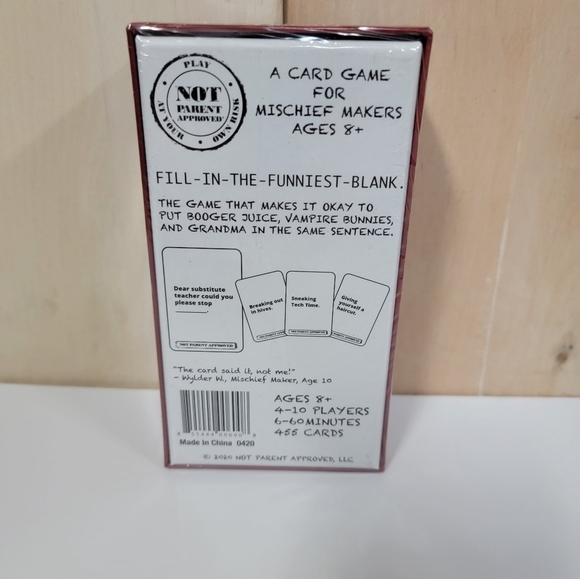 PLAY
NOT
PARENT
APPROVED
AT YOUR OWN RISK
A CARD GAME
FOR
MISCHIEF MAKERS
AGES 8+
FILL-IN-THE-FUNNIEST-BLANK.
THE GAME THAT MAKES IT OKAY TO
PUT BOOGER JUICE, VAMPIRE BUNNIES,
AND GRANDMA IN THE SAME SENTENCE.
Dear substitute
teacher could you
please stop
________.
NOT PARENT APPROVED
Breaking out
in hives.
Sneaking
Tech Time.
Giving
yourself a
haircut.
"The card said it, not me!"
- Wylder W., Mischief Maker, Age 10
AGES 8+
4-10 PLAYERS
6-60 MINUTES
455 CARDS
Made in China 0420
© 2020 NOT PARENT APPROVED, LLC